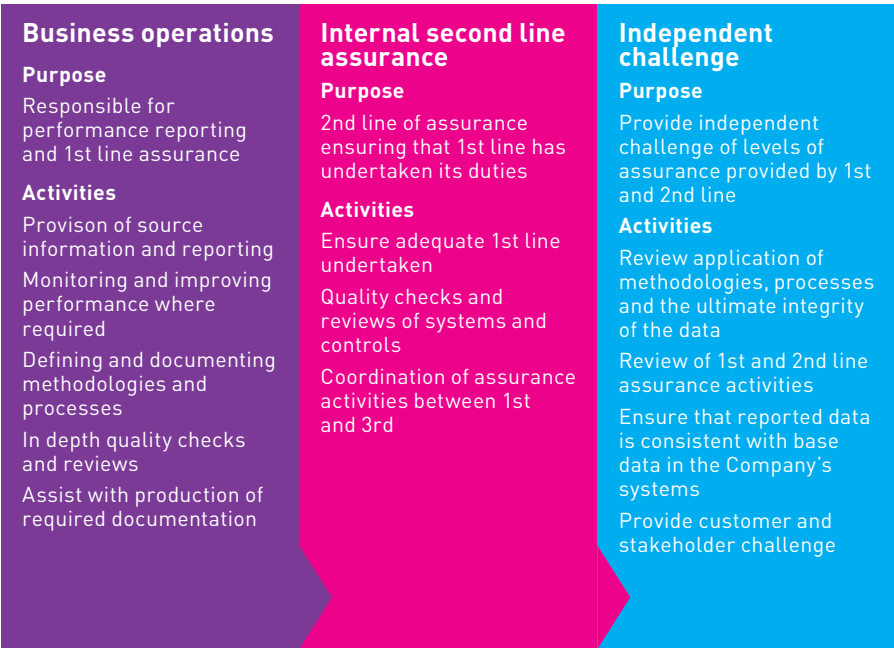 Business operations
Purpose
Responsible for
performance reporting
and 1st line assurance
Activities
Provison of source
information and reporting
Monitoring and improving
performance where
required
Defining and documenting
methodologies and
processes
In depth quality checks
and reviews
Assist with production of
required documentation
Internal second line
assurance
Purpose
2nd line of assurance
ensuring that 1st line has
undertaken its duties
Activities
Ensure adequate 1st line
undertaken
Quality checks and
reviews of systems and
controls
Coordination of assurance
activities between 1st
and 3rd
Independent
challenge
Purpose
Provide independent
challenge of levels of
assurance provided by 1st
and 2nd line
Activities
Review application of
methodologies, processes
and the ultimate integrity
of the data
Review of 1st and 2nd line
assurance activities
Ensure that reported data
is consistent with base
data in the Company’s
systems
Provide customer and
stakeholder challenge